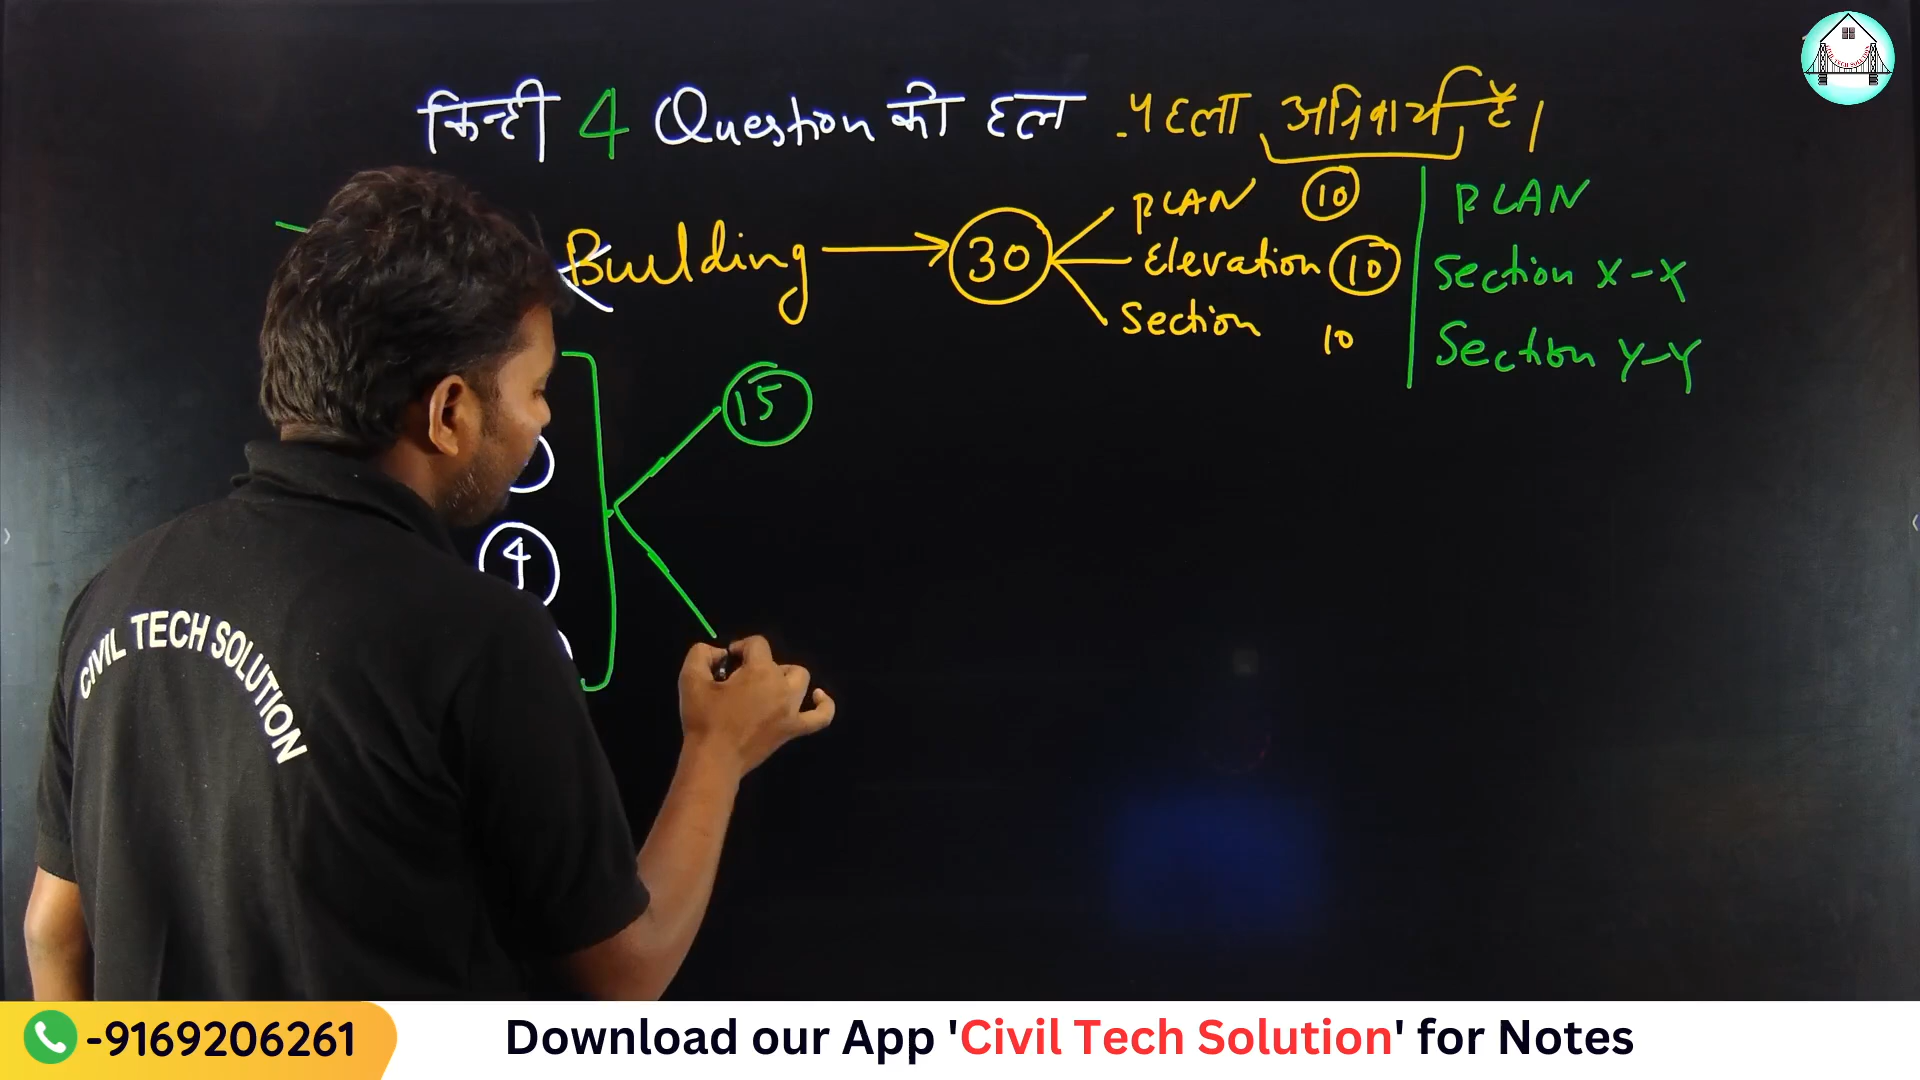 किन्ही 4 Question को हल पहला अनिवार्य है।
Building 30 PLAN 10 PLAN
Elevation 10 Section X-X
Section 10 Section Y-Y
15
4
CIVIL TECH SOLUTION
-9169206261 Download our App 'Civil Tech Solution' for Notes